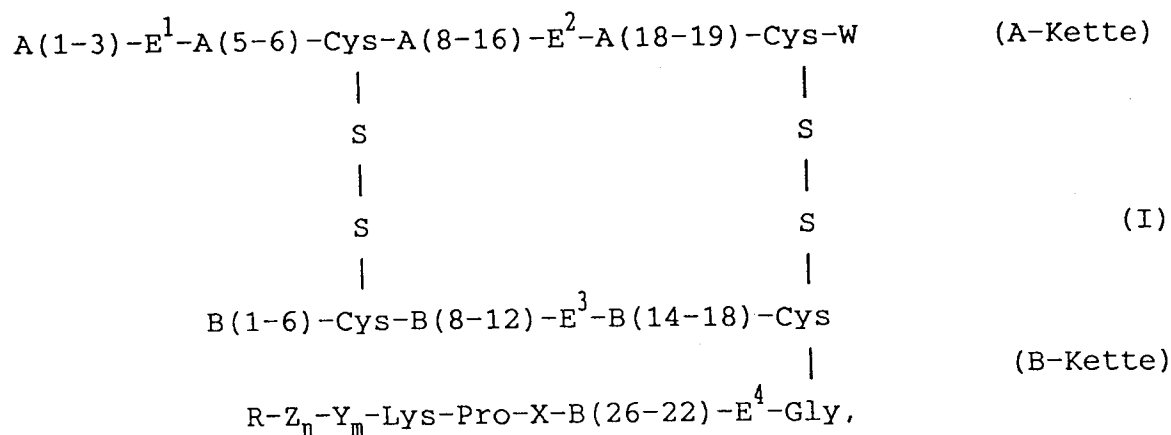 A(1-3)-E¹-A(5-6)-Cys-A(8-16)-E²-A(18-19)-Cys-W (A-Kette)
| |
S S
| |
S S (I)
| |
B(1-6)-Cys-B(8-12)-E³-B(14-18)-Cys
| (B-Kette)
R-Zₙ-Yₘ-Lys-Pro-X-B(26-22)-E⁴-Gly,